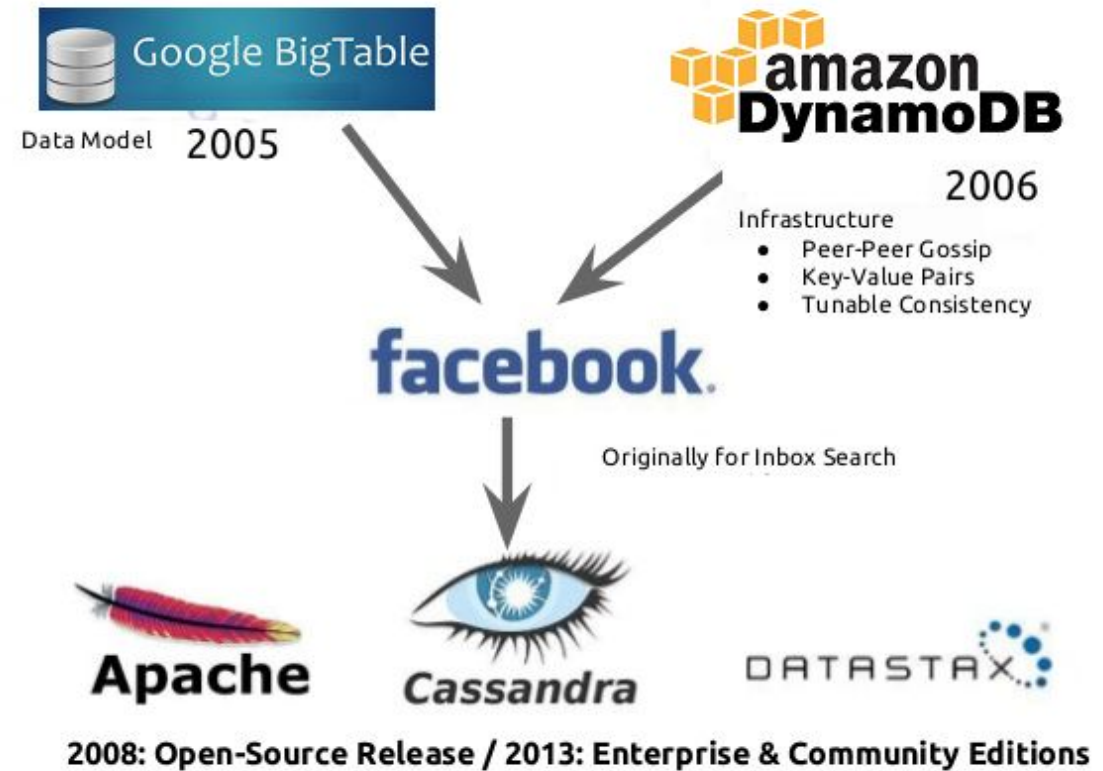 Google BigTable
Data Model 2005
amazon
DynamoDB
2006
Infrastructure
● Peer-Peer Gossip
● Key-Value Pairs
● Tunable Consistency
facebook.
Originally for Inbox Search
Apache
Cassandra
DATASTAX
2008: Open-Source Release / 2013: Enterprise & Community Editions